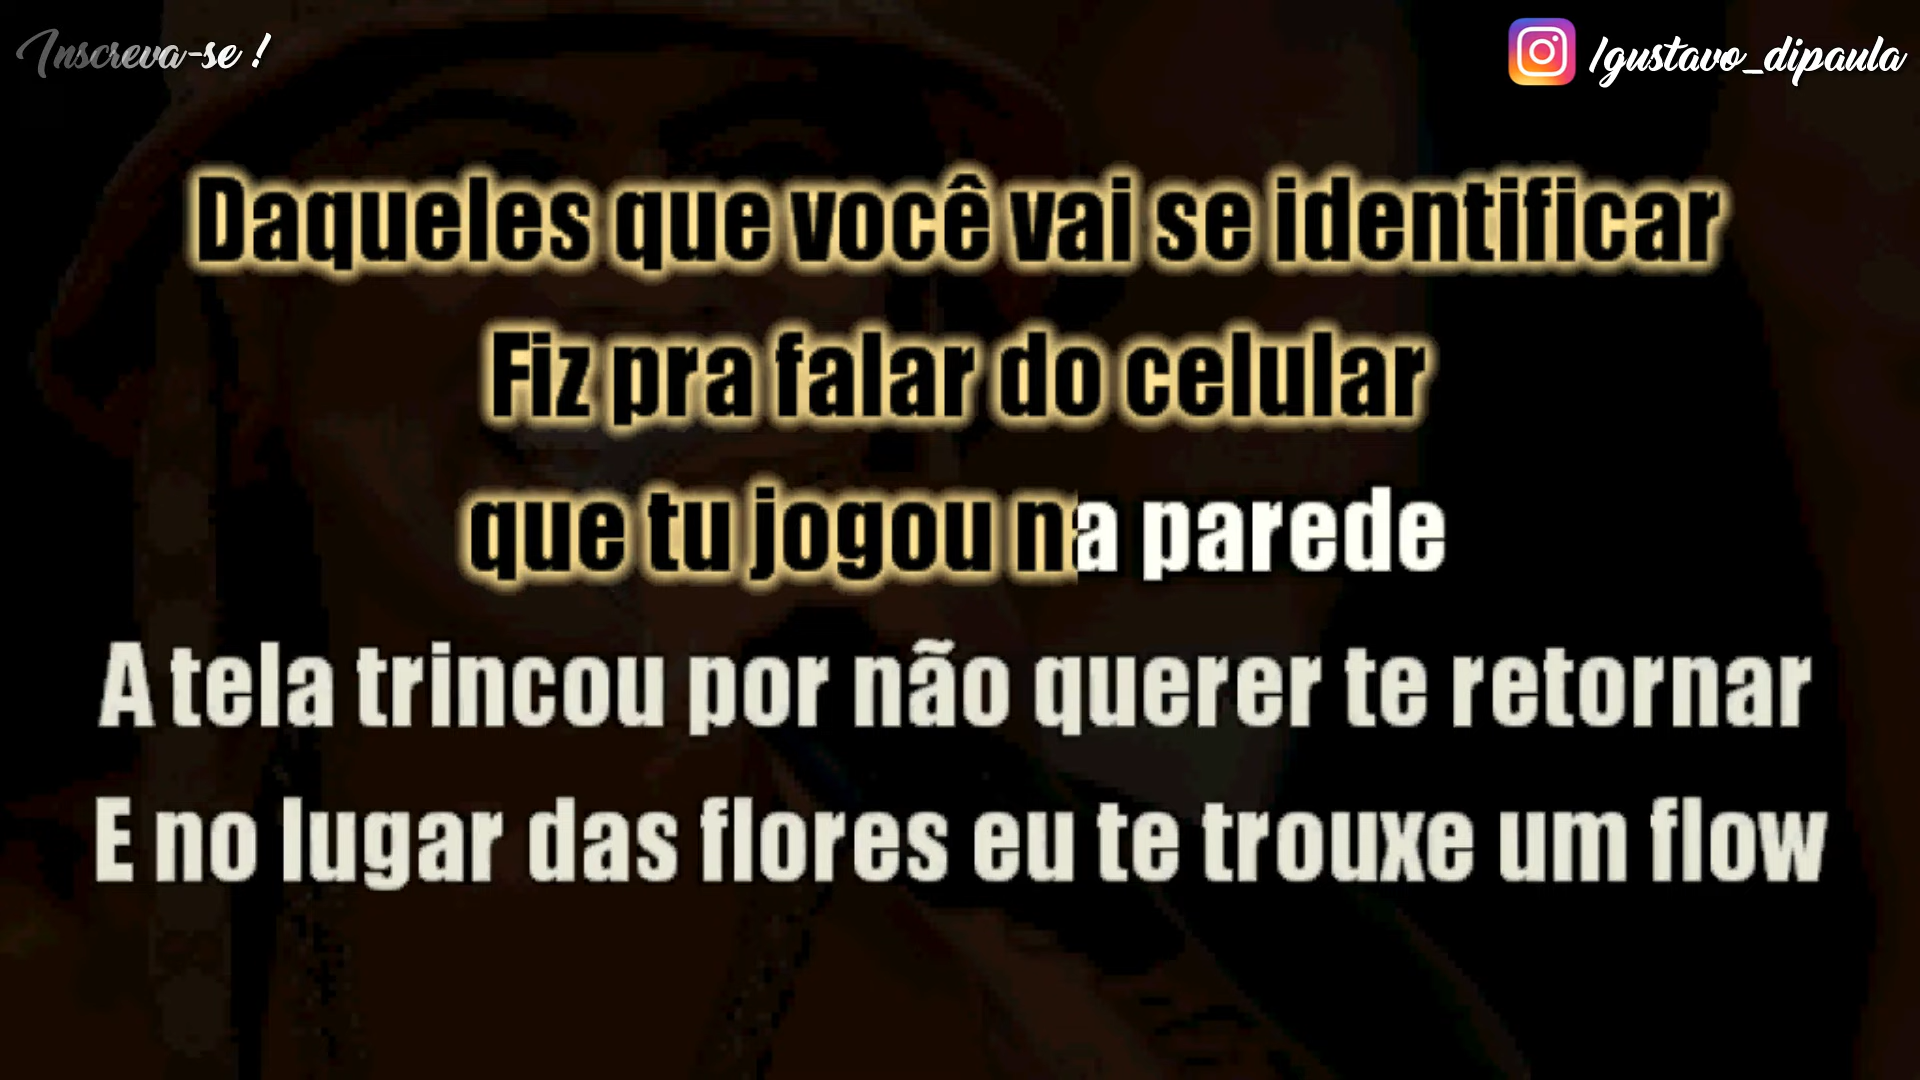 Inscreva-se !
/gustavo_dipaula
Daqueles que você vai se identificar
Fiz pra falar do celular
que tu jogou na parede
A tela trincou por não querer te retornar
E no lugar das flores eu te trouxe um flow